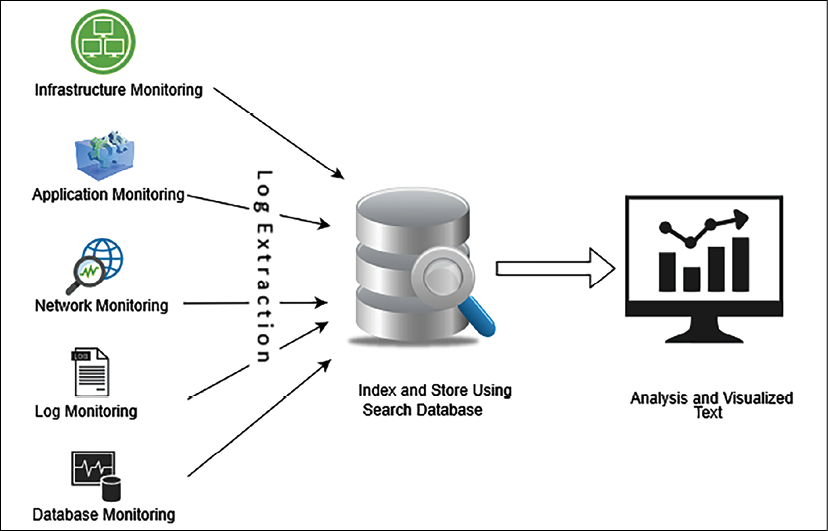 Infrastructure Monitoring
Application Monitoring
Network Monitoring
LOG
Log Monitoring
Database Monitoring
Log Extraction
Index and Store Using
Search Database
Analysis and Visualized
Text